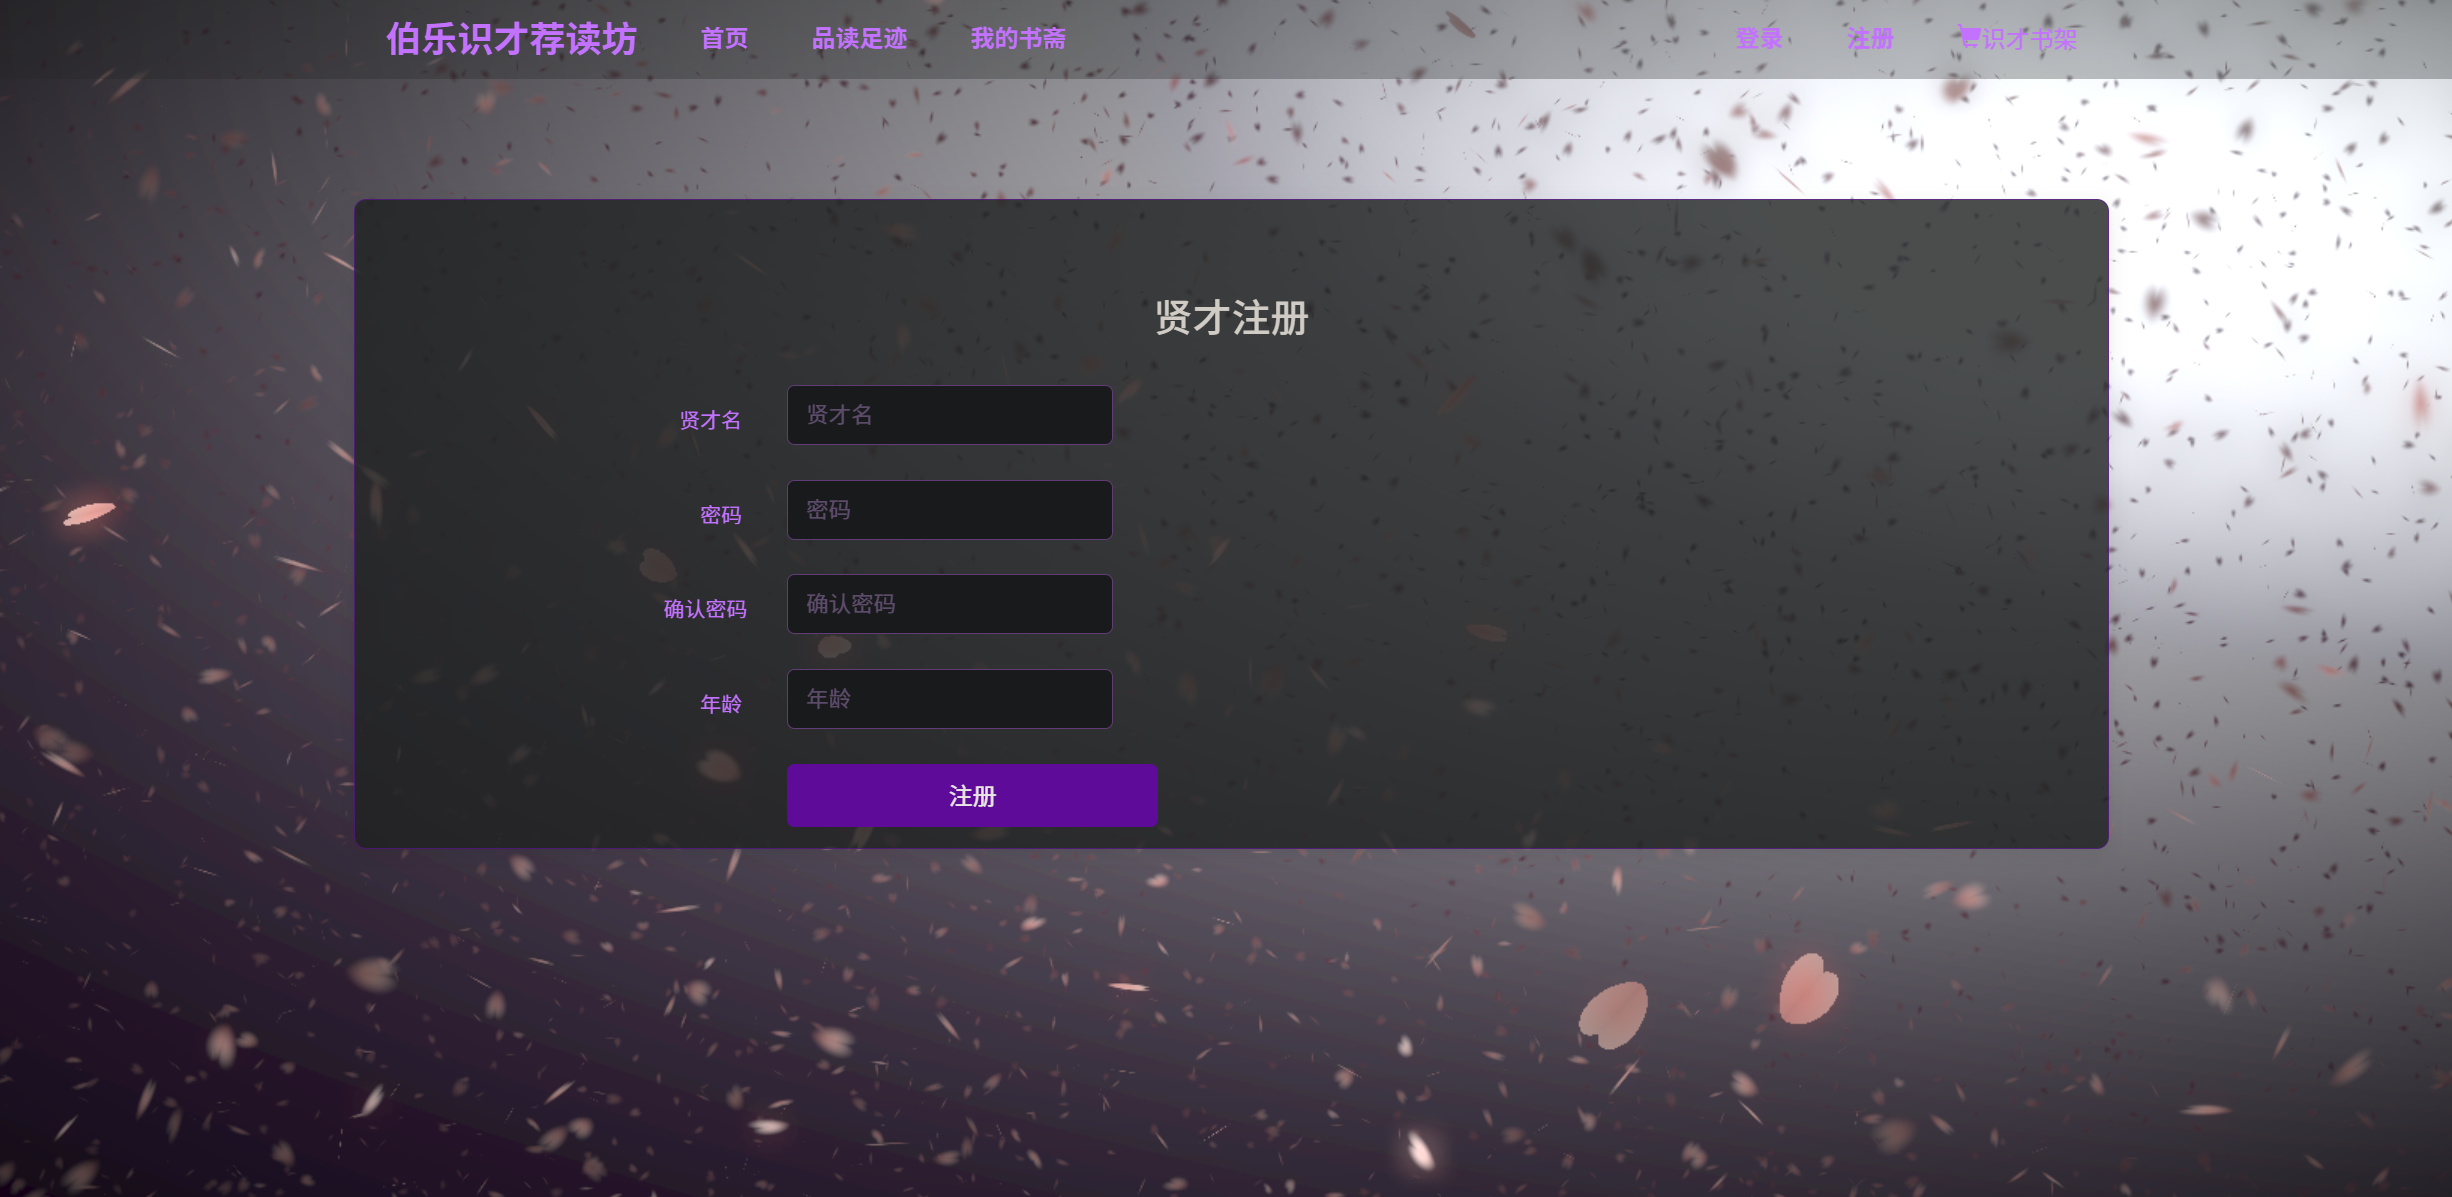 伯乐识才荐读坊 首页 品读足迹 我的书斋 登录 注册 识才书架
贤才注册
贤才名 贤才名
密码 密码
确认密码 确认密码
年龄 年龄
注册